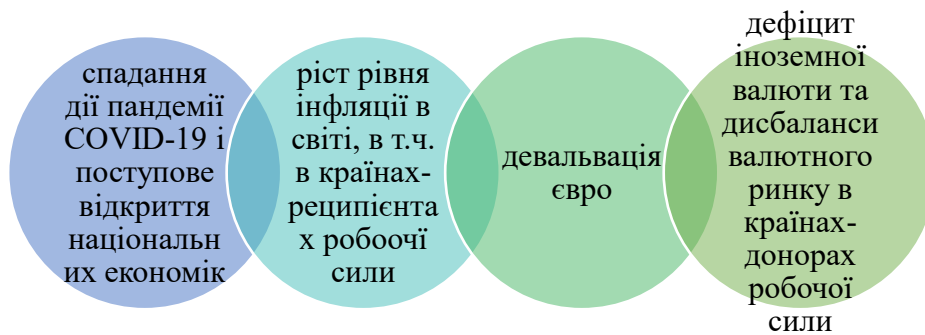 спадання
дії пандемії
COVID-19 і
поступове
відкриття
національн
их економік
ріст рівня
інфляції в
світі, в т.ч.
в країнах-
реципієнта
х робоочї
сили
девальвація
євро
дефіцит
іноземної
валюти та
дисбаланси
валютного
ринку в
країнах-
донорах
робочої
сили